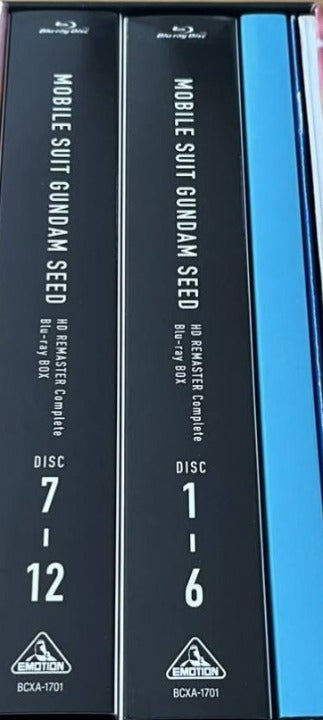 Blu-ray Disc
MOBILE SUIT GUNDAM SEED
HD REMASTER Complete
Blu-ray BOX
DISC
7
-
12
EMOTION
BCXA-1701
Blu-ray Disc
MOBILE SUIT GUNDAM SEED
HD REMASTER Complete
Blu-ray BOX
DISC
1
-
6
EMOTION
BCXA-1701